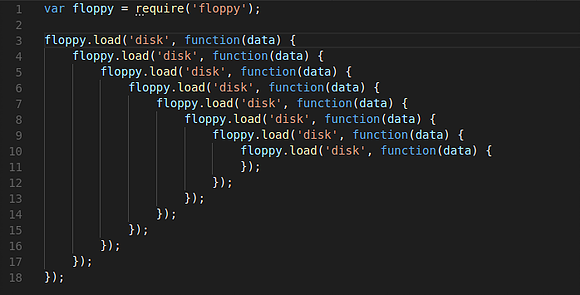 1 var floppy = require('floppy');
2
3 floppy.load('disk', function(data) {
4     floppy.load('disk', function(data) {
5         floppy.load('disk', function(data) {
6             floppy.load('disk', function(data) {
7                 floppy.load('disk', function(data) {
8                     floppy.load('disk', function(data) {
9                         floppy.load('disk', function(data) {
10                             floppy.load('disk', function(data) {
11                             });
12                         });
13                     });
14                 });
15             });
16         });
17     });
18 });